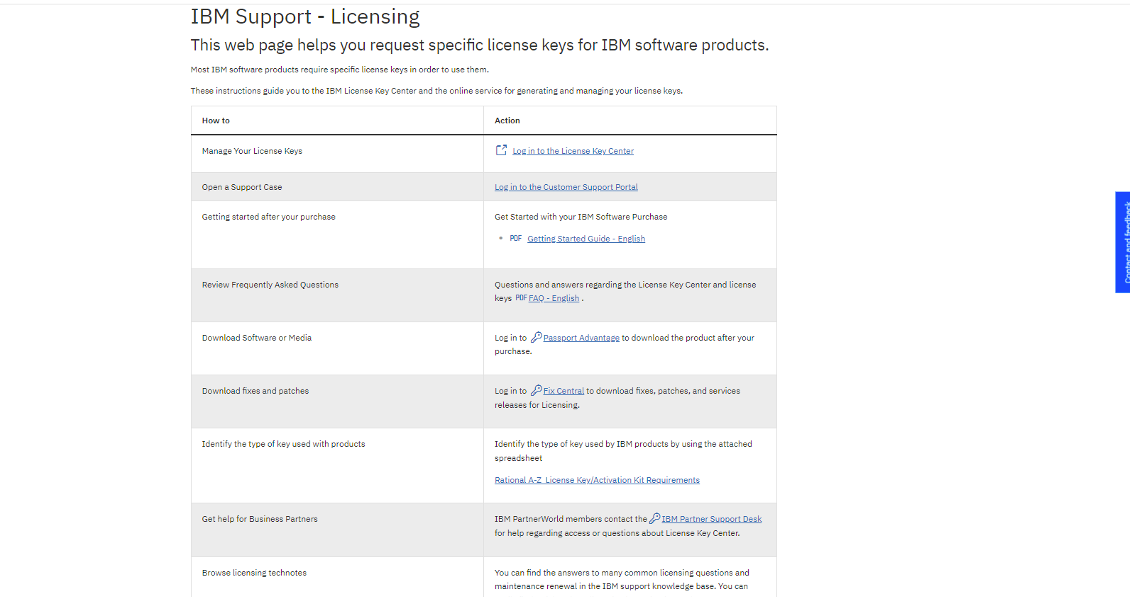 IBM Support - Licensing
This web page helps you request specific license keys for IBM software products.
Most IBM software products require specific license keys in order to use them.
These instructions guide you to the IBM License Key Center and the online service for generating and managing your license keys.
How to
Action
Manage Your License Keys
Log in to the License Key Center
Open a Support Case
Log in to the Customer Support Portal
Getting started after your purchase
Get Started with your IBM Software Purchase
PDF Getting Started Guide - English
Review Frequently Asked Questions
Questions and answers regarding the License Key Center and license
keys PDF FAQ - English .
Download Software or Media
Log in to Passport Advantage to download the product after your
purchase.
Download fixes and patches
Log in to Fix Central to download fixes, patches, and services
releases for Licensing.
Identify the type of key used with products
Identify the type of key used by IBM products by using the attached
spreadsheet
Rational A-Z License Key/Activation Kit Requirements
Get help for Business Partners
IBM PartnerWorld members contact the IBM Partner Support Desk
for help regarding access or questions about License Key Center.
Browse licensing technotes
You can find the answers to many common licensing questions and
maintenance renewal in the IBM support knowledge base. You can
Contact and feedback